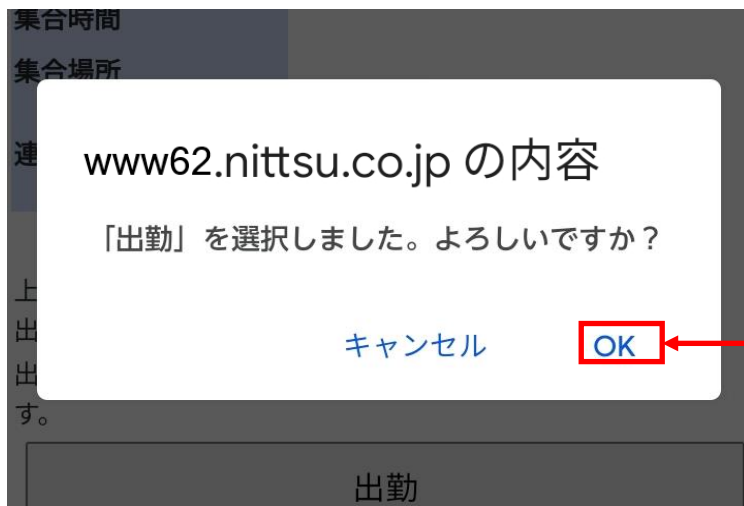 集合時間
集合場所
連
www62.nittsu.co.jp の内容
「出勤」を選択しました。よろしいですか？
上
出
キャンセル OK
出
す。
出勤